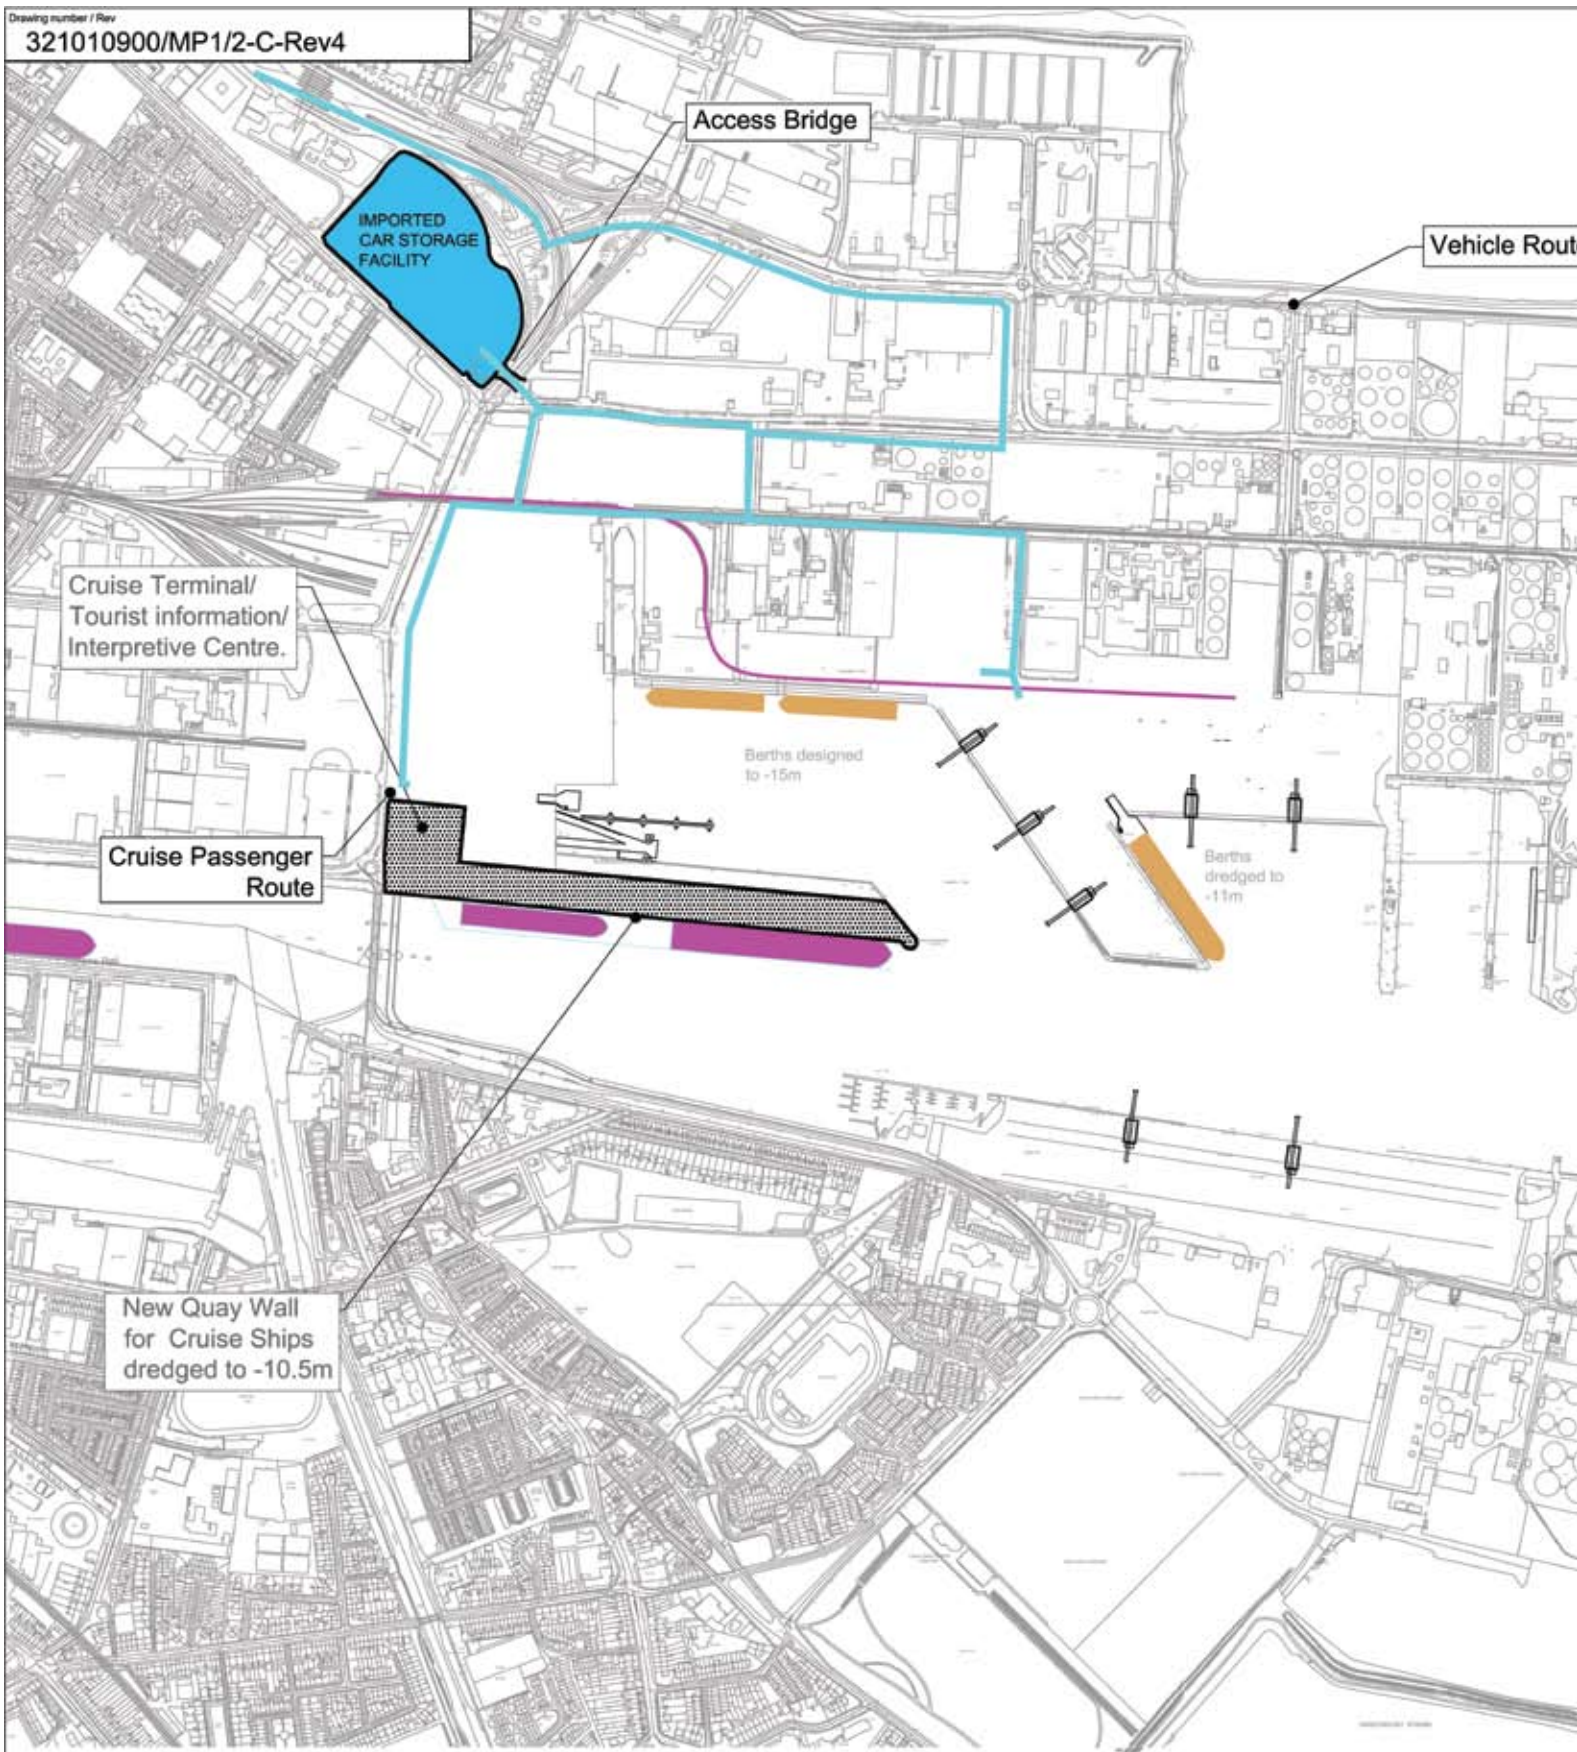 Drawing number / Rev
321010900/MP1/2-C-Rev4
Access Bridge
IMPORTED
CAR STORAGE
FACILITY
Vehicle Rout
Cruise Terminal/
Tourist information/
Interpretive Centre.
Berths designed
to -15m
Cruise Passenger
Route
Berths
dredged to
-11m
New Quay Wall
for Cruise Ships
dredged to -10.5m